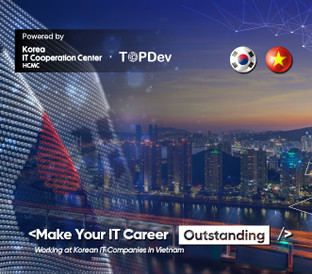 Powered by
Korea
IT Cooperation Center · TOPDev
HCMC
<Make Your IT Career Outstanding />
Working at Korean IT Companies In Vietnam